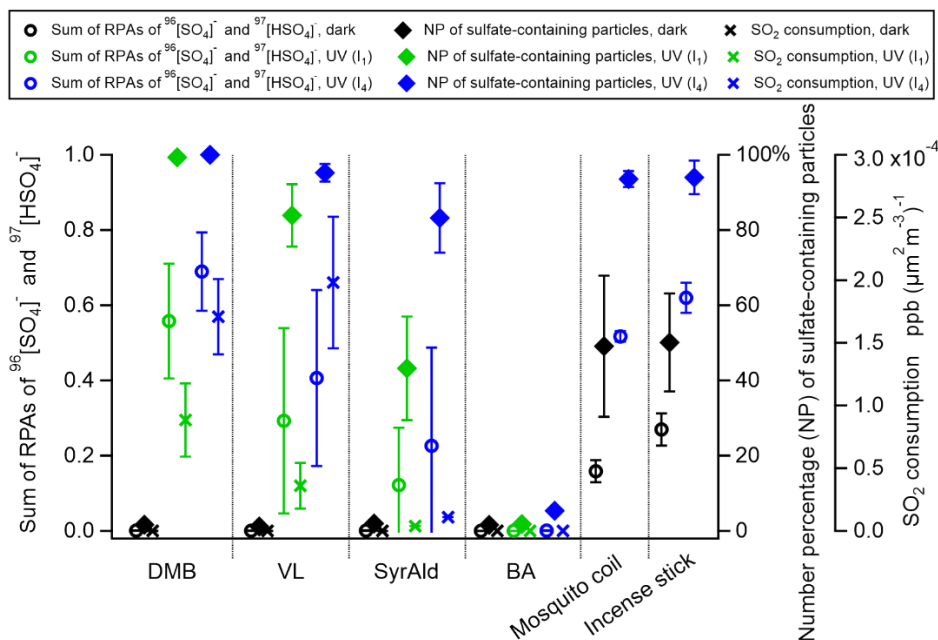 Sum of RPAs of ⁹⁶[SO₄]⁻ and ⁹⁷[HSO₄]⁻, dark NP of sulfate-containing particles, dark SO₂ consumption, dark
Sum of RPAs of ⁹⁶[SO₄]⁻ and ⁹⁷[HSO₄]⁻, UV (I₁) NP of sulfate-containing particles, UV (I₁) SO₂ consumption, UV (I₁)
Sum of RPAs of ⁹⁶[SO₄]⁻ and ⁹⁷[HSO₄]⁻, UV (I₄) NP of sulfate-containing particles, UV (I₄) SO₂ consumption, UV (I₄)
Sum of RPAs of ⁹⁶[SO₄]⁻ and ⁹⁷[HSO₄]⁻
1.0
0.8
0.6
0.4
0.2
0.0
DMB
VL
SyrAld
BA
Mosquito coil
Incense stick
100%
80
60
40
20
0
Number percentage (NP) of sulfate-containing particles
3.0 x10⁻⁴
2.5
2.0
1.5
1.0
0.5
0.0
SO₂ consumption ppb (μm² m⁻³)⁻¹